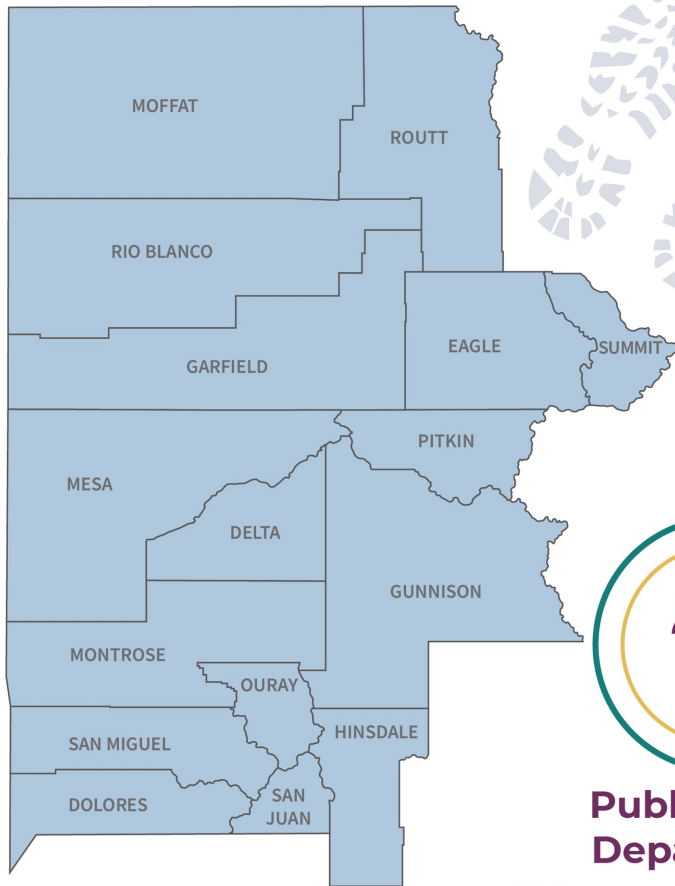 MOFFAT
ROUTT
RIO BLANCO
EAGLE
SUMMIT
GARFIELD
PITKIN
MESA
DELTA
GUNNISON
MONTROSE
OURAY
HINSDALE
SAN MIGUEL
SAN
JUAN
DOLORES
Publ
Depa